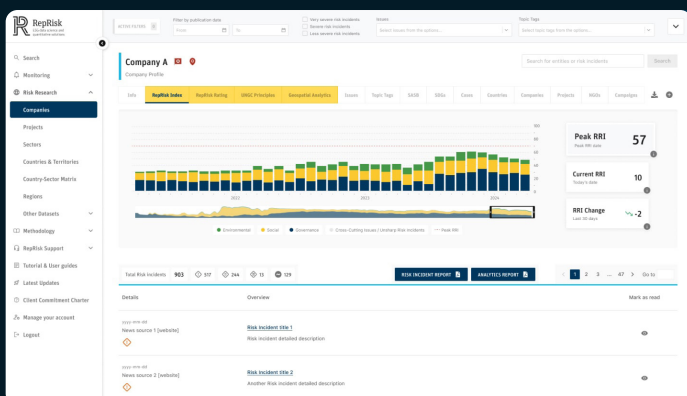 RepRisk
ACTIVE FILTERS
Filter by publication date
From
To
Very severe risk incidents
Severe risk incidents
Less severe risk incidents
Issues
Select issues from the options...
Topic Tags
Select topic tags from the options...
Search
Monitoring
Risk Research
Companies
Projects
Sectors
Countries & Territories
Country-Sector Matrix
Regions
Other Datasets
Methodology
RepRisk Support
Tutorial & User guides
Latest Updates
Client Commitment Charter
Manage your account
Logout
Company A
Company Profile
Search for entities or risk incidents
Search
Info RepRisk Index RepRisk Rating UNGC Principles Geospatial Analytics Issues Topic Tags SASB SDGs Cases Countries Companies Projects NGOs Campaigns
100
80
60
40
20
0
2024
Environmental Social Governance Cross Cutting Issues / Unsharp Risk Incidents Peak RRI
Peak RRI
Peak RRI date
57
Current RRI
Today's date
10
RRI Change
Last 30 days
-2
Total Risk Incidents 903 517 244 13 129
RISK INCIDENT REPORT
ANALYTICS REPORT
1 2 3 ... 47 Go to
Details Overview Mark as read
yyyy-mm-dd
News source 1 [website]
Risk Incident title 1
Risk incident detailed description
yyyy-mm-dd
News source 2 [website]
Risk Incident title 2
Another Risk incident detailed description